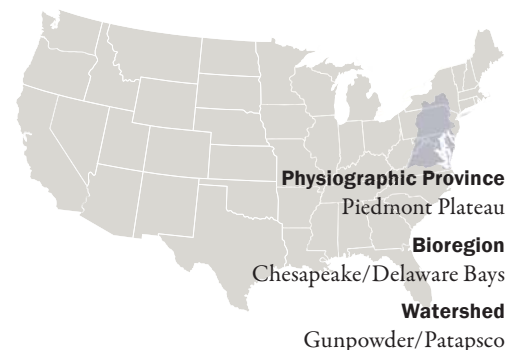 Physiographic Province
Piedmont Plateau
Bioregion
Chesapeake/Delaware Bays
Watershed
Gunpowder/Patapsco